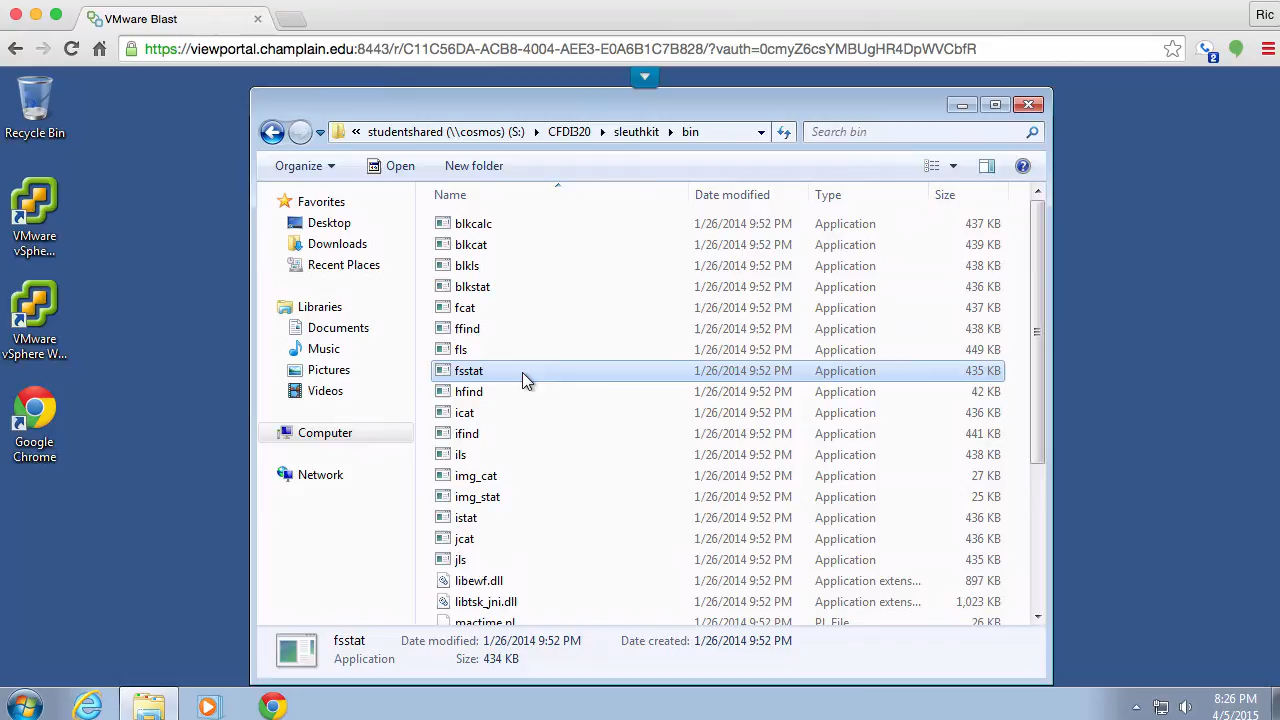 VMware Blast
Ric
https://viewportal.champlain.edu:8443/r/C11C56DA-ACB8-4004-AEE3-E0A6B1C7B828/?vauth=0cmyZ6csYMBUgHR4DpWVCbfR
2
Recycle Bin
VMware
vSphe...
VMware
vSphere W...
Google
Chrome
« studentshared (\\cosmos) (S:) CFDI320 sleuthkit bin
Search bin
Organize Open New folder
Favorites
Desktop
Downloads
Recent Places
Libraries
Documents
Music
Pictures
Videos
Computer
Network
Name Date modified Type Size
blkcalc 1/26/2014 9:52 PM Application 437 KB
blkcat 1/26/2014 9:52 PM Application 439 KB
blkls 1/26/2014 9:52 PM Application 438 KB
blkstat 1/26/2014 9:52 PM Application 436 KB
fcat 1/26/2014 9:52 PM Application 437 KB
ffind 1/26/2014 9:52 PM Application 438 KB
fls 1/26/2014 9:52 PM Application 449 KB
fsstat 1/26/2014 9:52 PM Application 435 KB
hfind 1/26/2014 9:52 PM Application 42 KB
icat 1/26/2014 9:52 PM Application 436 KB
ifind 1/26/2014 9:52 PM Application 441 KB
ils 1/26/2014 9:52 PM Application 438 KB
img_cat 1/26/2014 9:52 PM Application 27 KB
img_stat 1/26/2014 9:52 PM Application 25 KB
istat 1/26/2014 9:52 PM Application 436 KB
jcat 1/26/2014 9:52 PM Application 436 KB
jls 1/26/2014 9:52 PM Application 435 KB
libewf.dll 1/26/2014 9:52 PM Application extens... 897 KB
libtsk_jni.dll 1/26/2014 9:52 PM Application extens... 1,023 KB
mactime.pl 1/26/2014 9:52 PM PL File 26 KB
fsstat Date modified: 1/26/2014 9:52 PM Date created: 1/26/2014 9:52 PM
Application Size: 434 KB
8:26 PM
4/5/2015